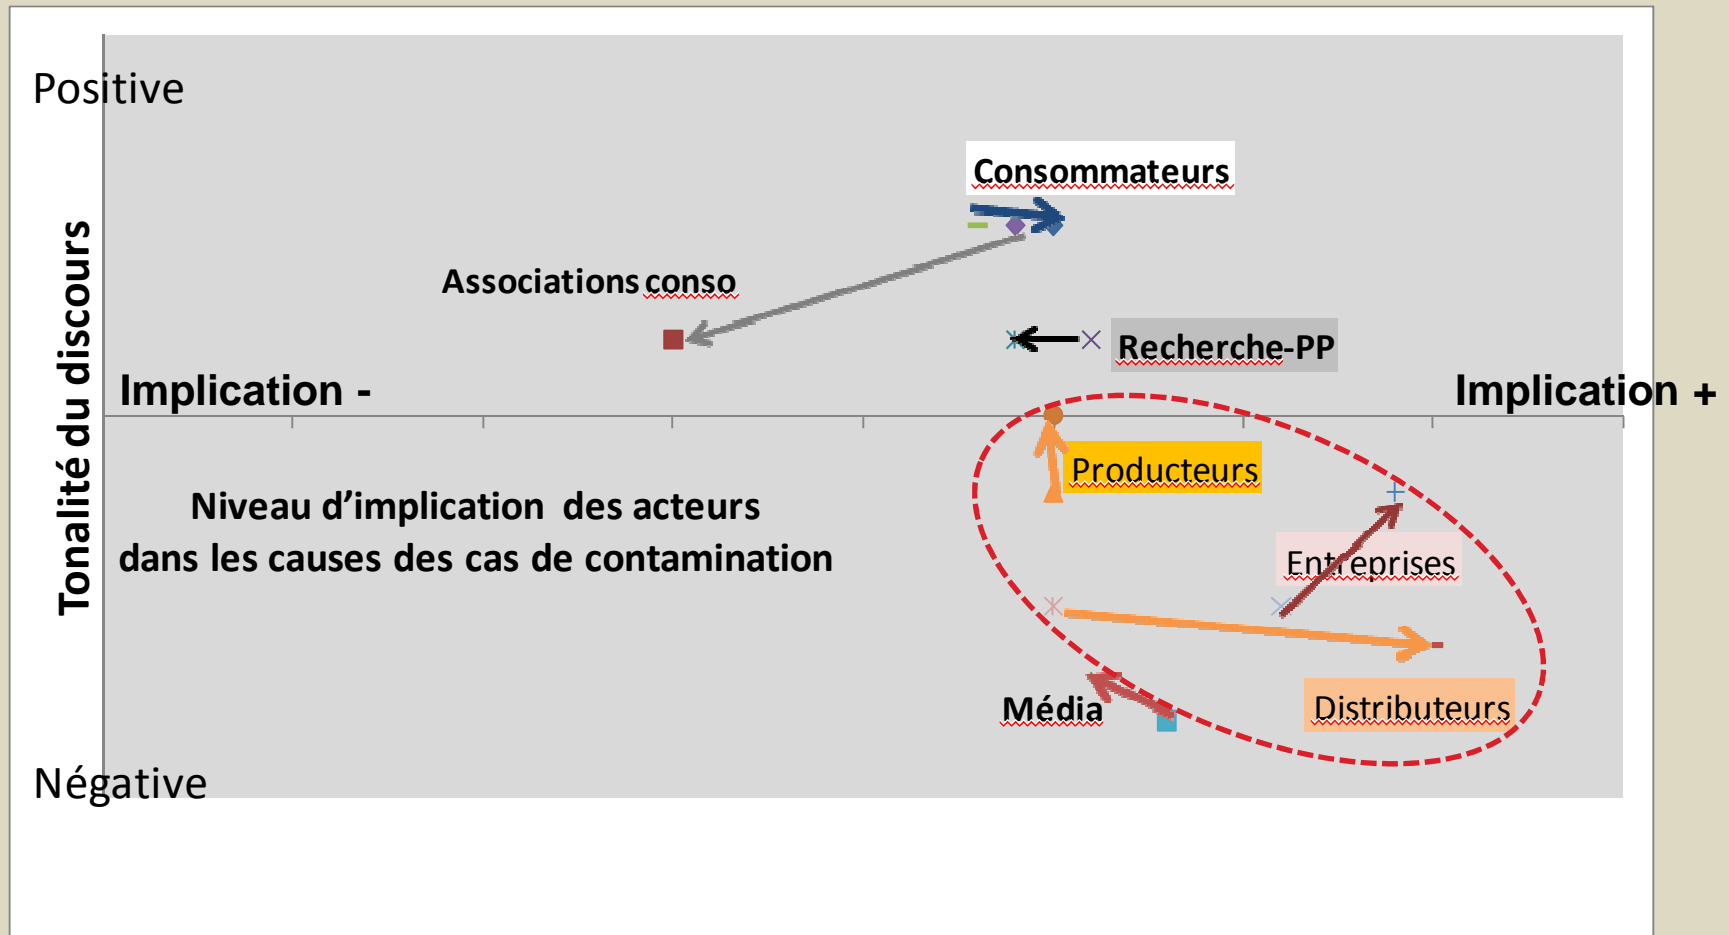 Positive
Consommateurs
Tonalité du discours
Associations conso
Recherche-PP
Implication -
Implication +
Producteurs
Niveau d’implication des acteurs
dans les causes des cas de contamination
Entreprises
Média
Distributeurs
Négative